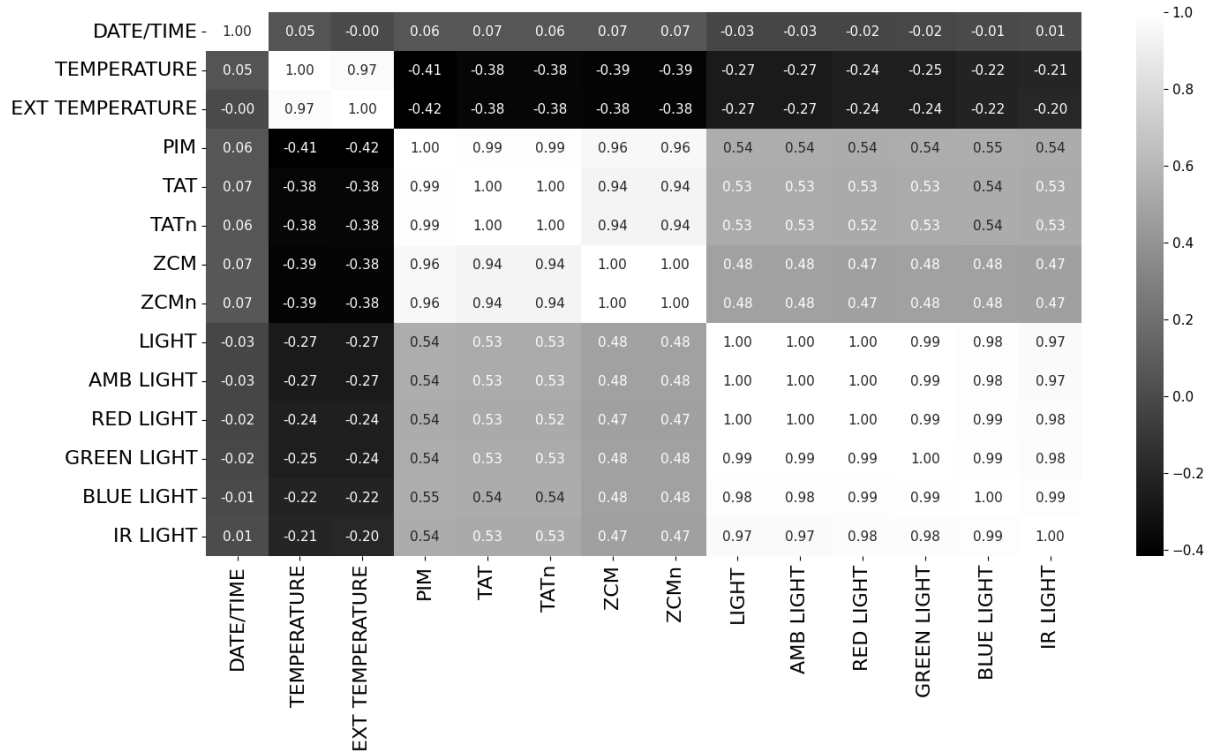 DATE/TIME 1.00 0.05 -0.00 0.06 0.07 0.06 0.07 0.07 -0.03 -0.03 -0.02 -0.02 -0.01 0.01
TEMPERATURE 0.05 1.00 0.97 -0.41 -0.38 -0.38 -0.39 -0.39 -0.27 -0.27 -0.24 -0.25 -0.22 -0.21
EXT TEMPERATURE -0.00 0.97 1.00 -0.42 -0.38 -0.38 -0.38 -0.38 -0.27 -0.27 -0.24 -0.24 -0.22 -0.20
PIM 0.06 -0.41 -0.42 1.00 0.99 0.99 0.96 0.96 0.54 0.54 0.54 0.54 0.55 0.54
TAT 0.07 -0.38 -0.38 0.99 1.00 1.00 0.94 0.94 0.53 0.53 0.53 0.53 0.54 0.53
TATn 0.06 -0.38 -0.38 0.99 1.00 1.00 0.94 0.94 0.53 0.53 0.52 0.53 0.54 0.53
ZCM 0.07 -0.39 -0.38 0.96 0.94 0.94 1.00 1.00 0.48 0.48 0.47 0.48 0.48 0.47
ZCMn 0.07 -0.39 -0.38 0.96 0.94 0.94 1.00 1.00 0.48 0.48 0.47 0.48 0.48 0.47
LIGHT -0.03 -0.27 -0.27 0.54 0.53 0.53 0.48 0.48 1.00 1.00 1.00 0.99 0.98 0.97
AMB LIGHT -0.03 -0.27 -0.27 0.54 0.53 0.53 0.48 0.48 1.00 1.00 1.00 0.99 0.98 0.97
RED LIGHT -0.02 -0.24 -0.24 0.54 0.53 0.52 0.47 0.47 1.00 1.00 1.00 0.99 0.99 0.98
GREEN LIGHT -0.02 -0.25 -0.24 0.54 0.53 0.53 0.48 0.48 0.99 0.99 0.99 1.00 0.99 0.98
BLUE LIGHT -0.01 -0.22 -0.22 0.55 0.54 0.54 0.48 0.48 0.98 0.98 0.99 0.99 1.00 0.99
IR LIGHT 0.01 -0.21 -0.20 0.54 0.53 0.53 0.47 0.47 0.97 0.97 0.98 0.98 0.99 1.00
DATE/TIME
TEMPERATURE
EXT TEMPERATURE
PIM
TAT
TATn
ZCM
ZCMn
LIGHT
AMB LIGHT
RED LIGHT
GREEN LIGHT
BLUE LIGHT
IR LIGHT
1.0
0.8
0.6
0.4
0.2
0.0
−0.2
−0.4